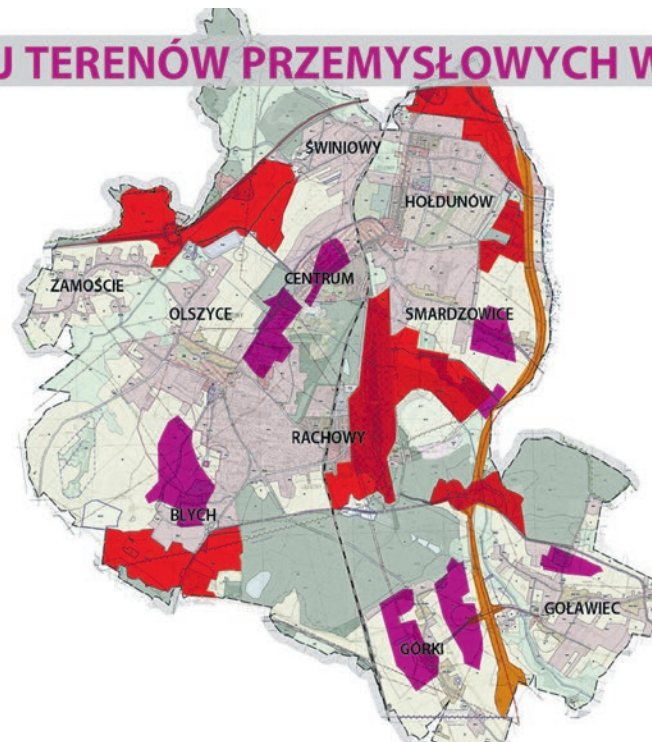 J TERENÓW PRZEMYSŁOWYCH W
ŚWINIOWY
HOŁDUNÓW
ZAMOŚCIE
CENTRUM
OLSZYCE
SMARDZOWICE
RACHOWY
BLYCH
GOŁAWIEC
GÓRKI